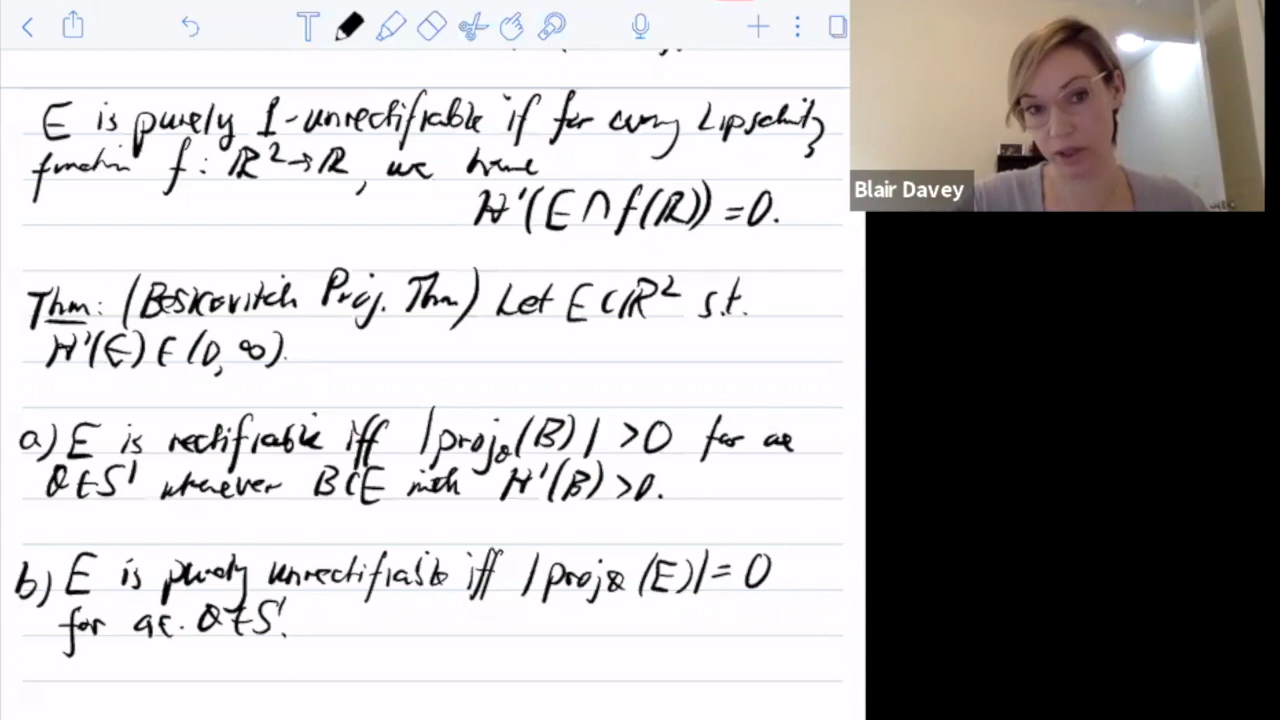 E is purely 1-unrectifiable if for every Lipschitz
function f: ℝ²→ℝ, we have
H¹(E∩f(ℝ))=0.
Blair Davey
Thm: (Besicovitch Proj. Thm) Let E⊂ℝ² s.t.
H¹(E)∈(0,∞).
a) E is rectifiable iff |proj_θ(B)|>0 for ae
θ∈S¹ whenever B⊂E with H¹(B)>0.
b) E is purely unrectifiable iff |proj_θ(E)|=0
for a.e. θ∈S¹.